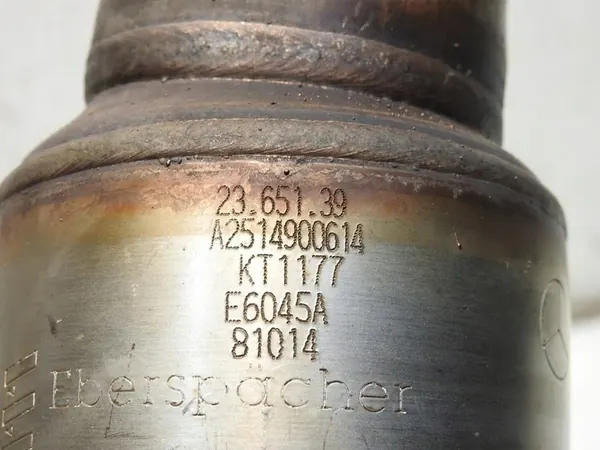 23.651.39
A2514900614
KT1177
E6045A
81014
Eberspächer